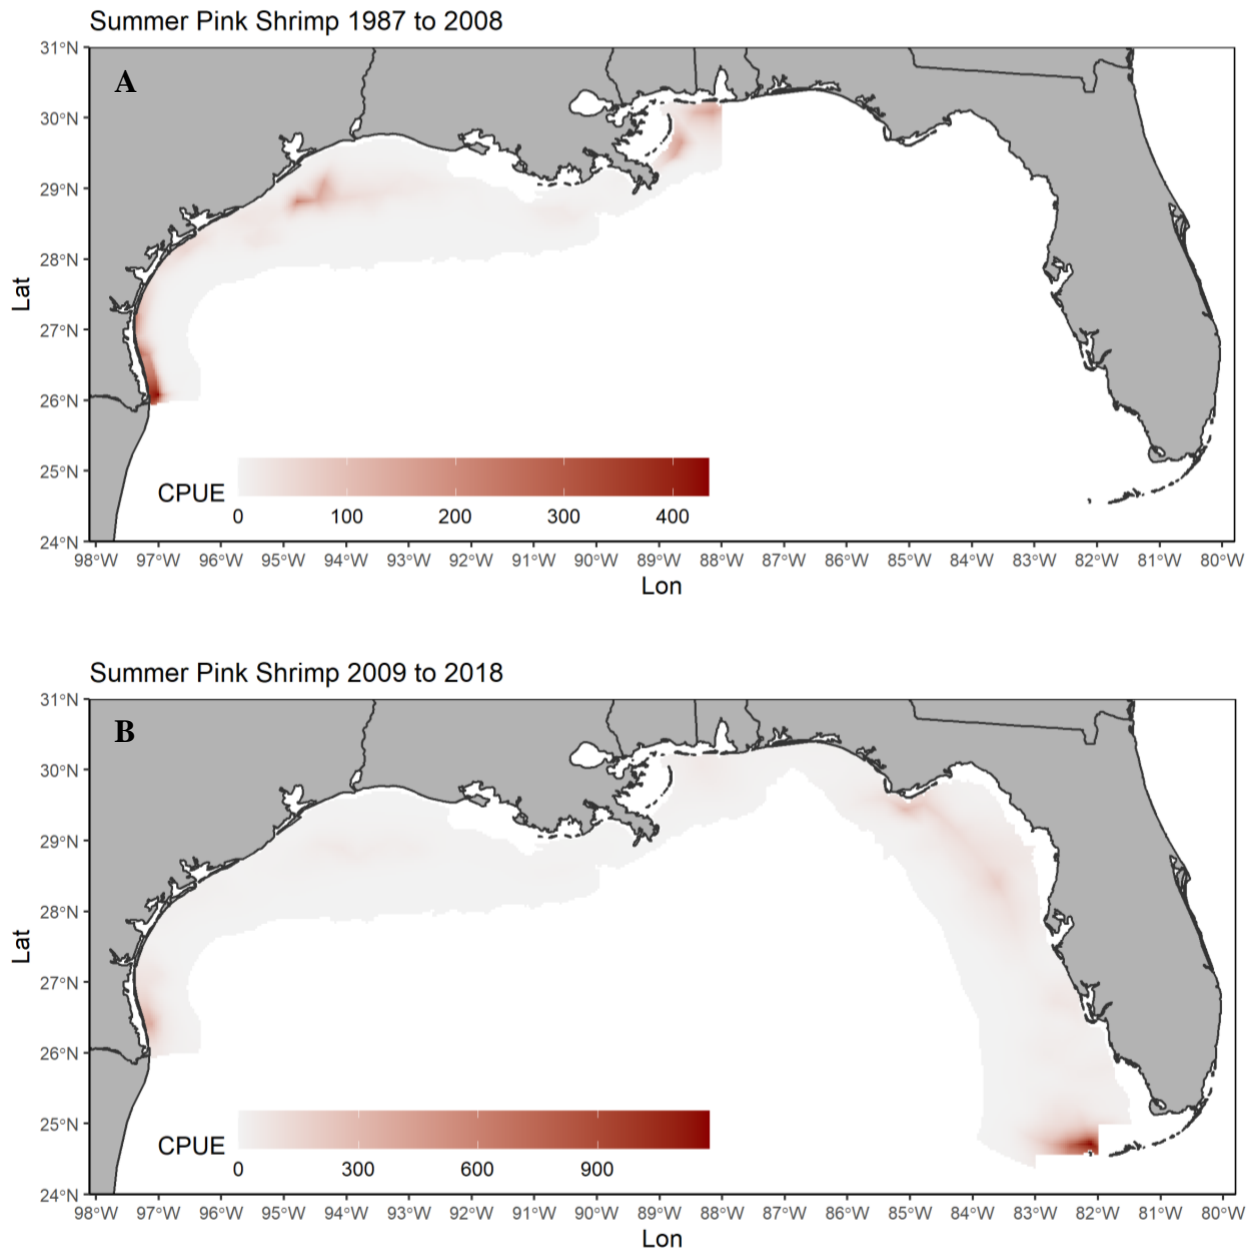 Summer Pink Shrimp 1987 to 2008
A
31°N
30°N
29°N
28°N
27°N
26°N
25°N
24°N
Lat
CPUE
0 100 200 300 400
98°W 97°W 96°W 95°W 94°W 93°W 92°W 91°W 90°W 89°W 88°W 87°W 86°W 85°W 84°W 83°W 82°W 81°W 80°W
Lon
Summer Pink Shrimp 2009 to 2018
B
31°N
30°N
29°N
28°N
27°N
26°N
25°N
24°N
Lat
CPUE
0 300 600 900
98°W 97°W 96°W 95°W 94°W 93°W 92°W 91°W 90°W 89°W 88°W 87°W 86°W 85°W 84°W 83°W 82°W 81°W 80°W
Lon